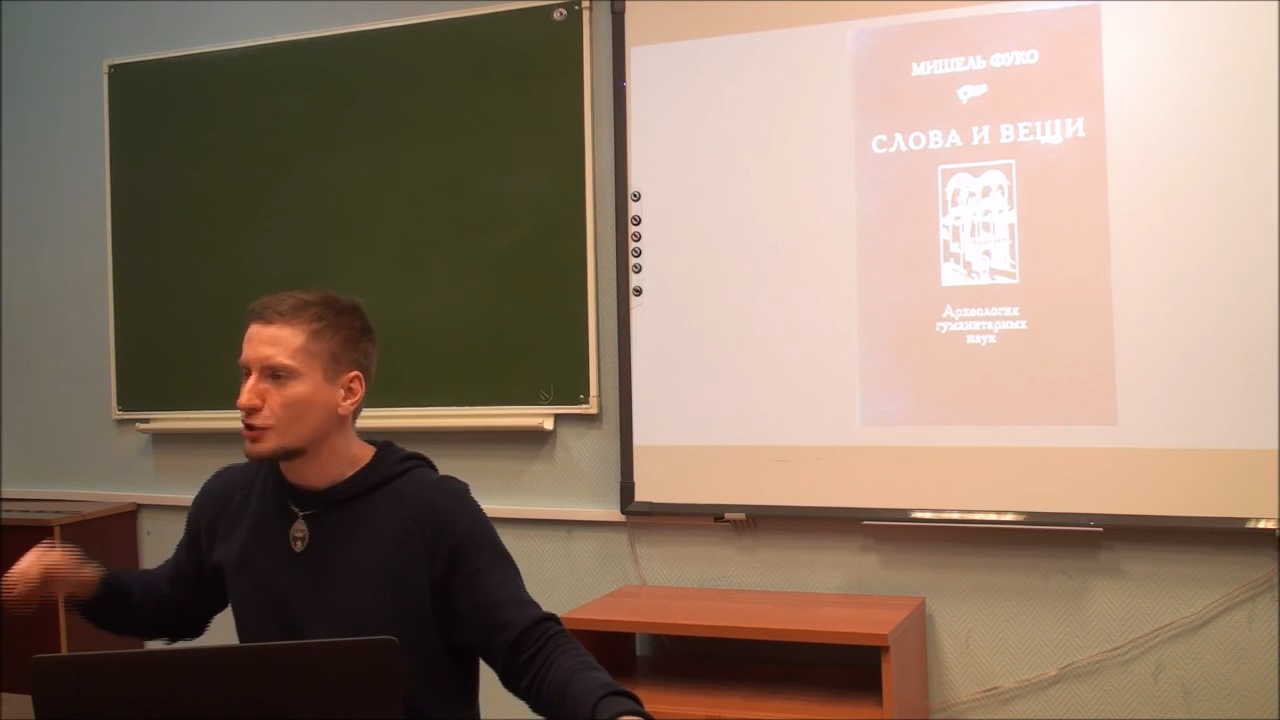 МИШЕЛЬ ФУКО
СЛОВА И ВЕЩИ
Археология
гуманитарных
наук